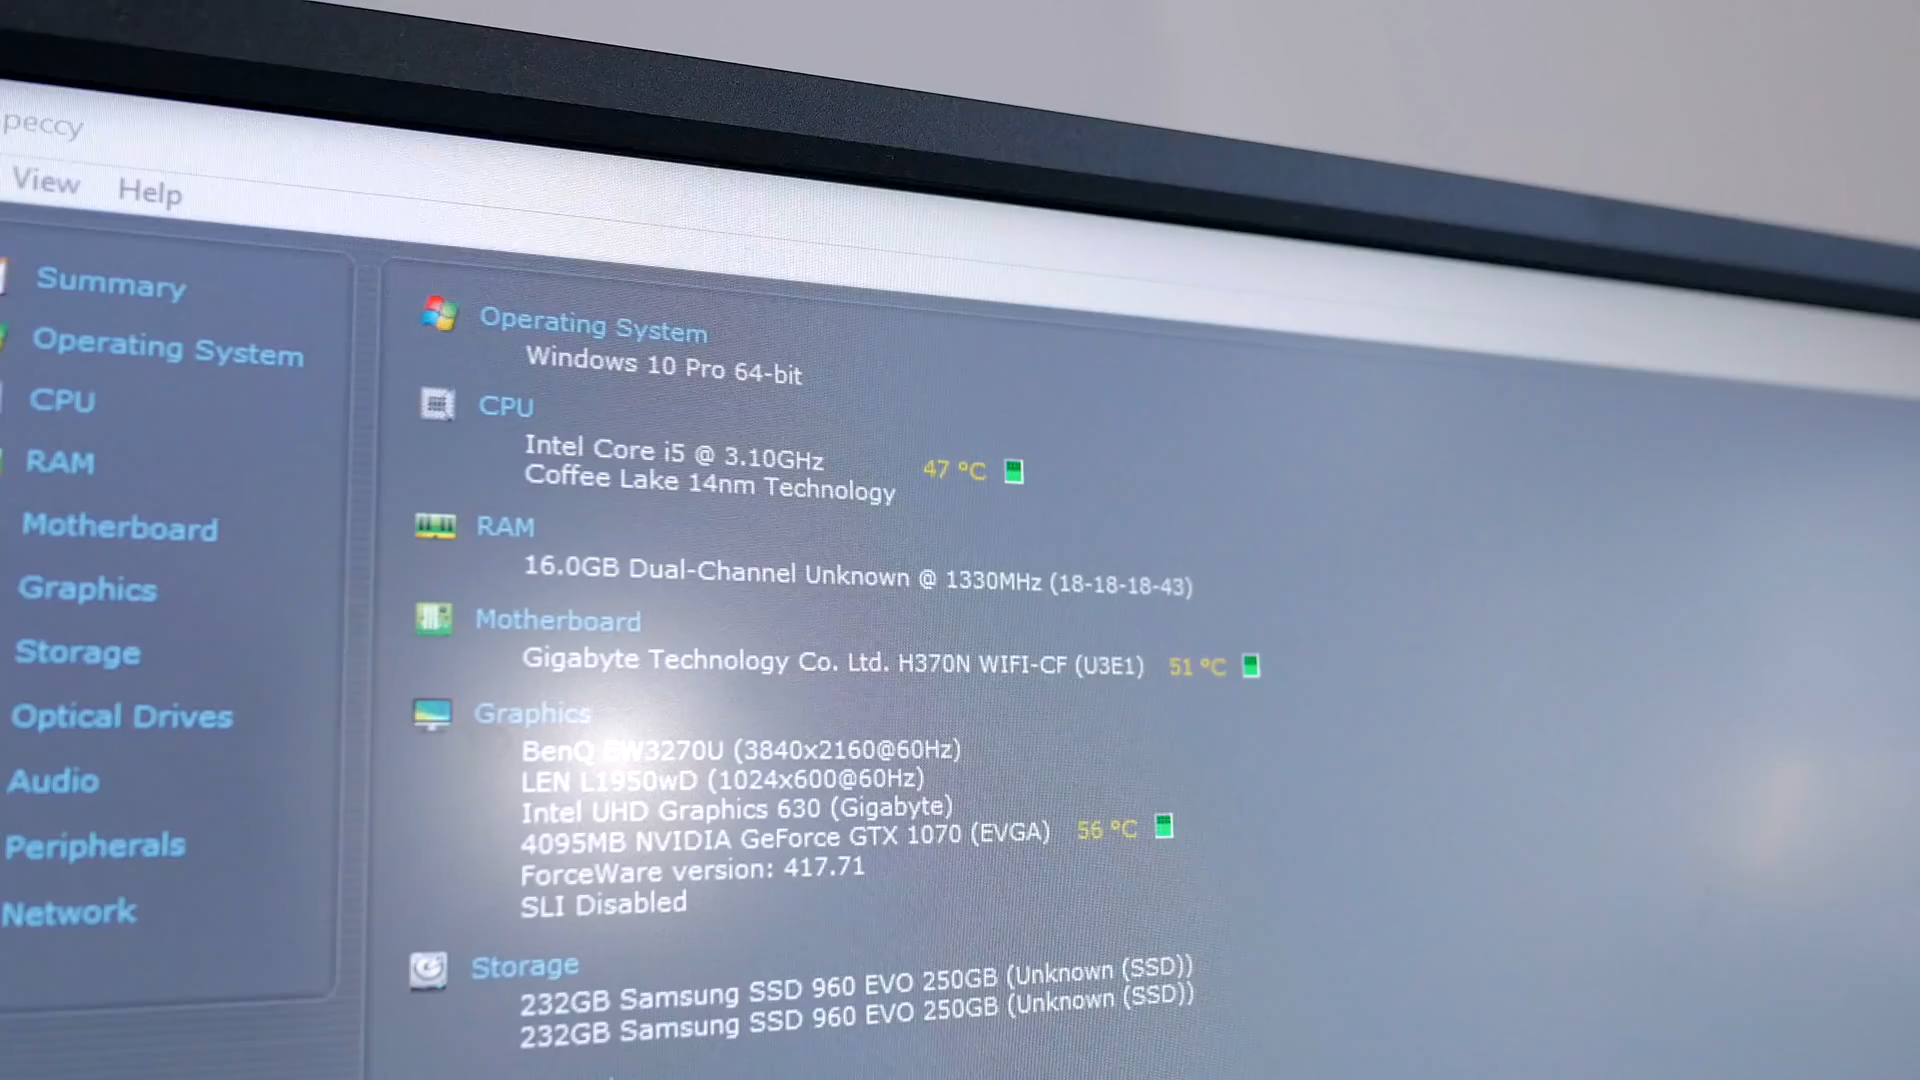 peccy
View Help
Summary
Operating System
CPU
RAM
Motherboard
Graphics
Storage
Optical Drives
Audio
Peripherals
Network
Operating System
Windows 10 Pro 64-bit
CPU
Intel Core i5 @ 3.10GHz
Coffee Lake 14nm Technology
47 °C
RAM
16.0GB Dual-Channel Unknown @ 1330MHz (18-18-18-43)
Motherboard
Gigabyte Technology Co. Ltd. H370N WIFI-CF (U3E1) 51 °C
Graphics
BenQ EW3270U (3840x2160@60Hz)
LEN L1950wD (1024x600@60Hz)
Intel UHD Graphics 630 (Gigabyte)
4095MB NVIDIA GeForce GTX 1070 (EVGA) 56 °C
ForceWare version: 417.71
SLI Disabled
Storage
232GB Samsung SSD 960 EVO 250GB (Unknown (SSD))
232GB Samsung SSD 960 EVO 250GB (Unknown (SSD))